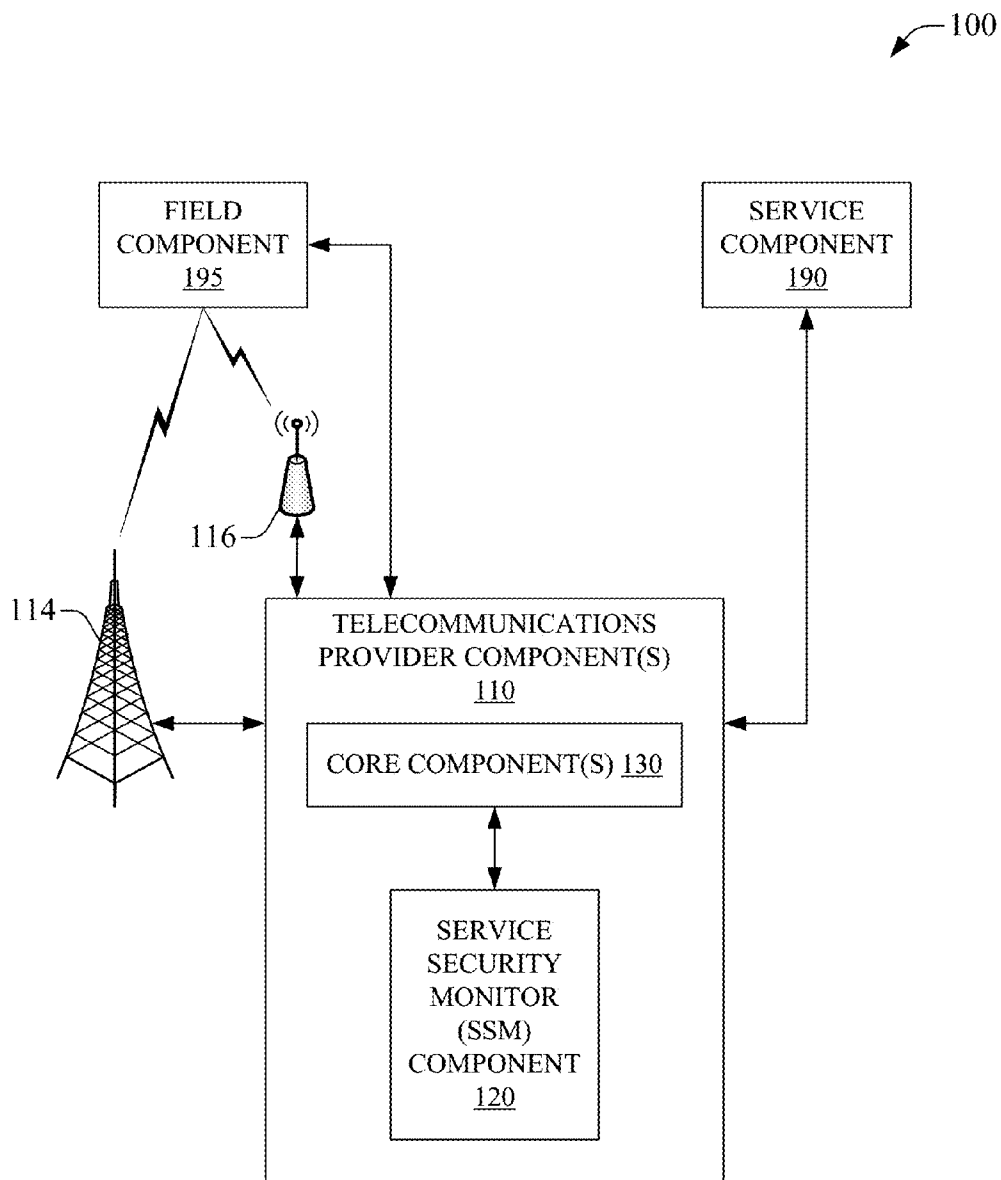 100
FIELD
COMPONENT
195
SERVICE
COMPONENT
190
116
114
TELECOMMUNICATIONS
PROVIDER COMPONENT(S)
110
CORE COMPONENT(S) 130
SERVICE
SECURITY
MONITOR
(SSM)
COMPONENT
120